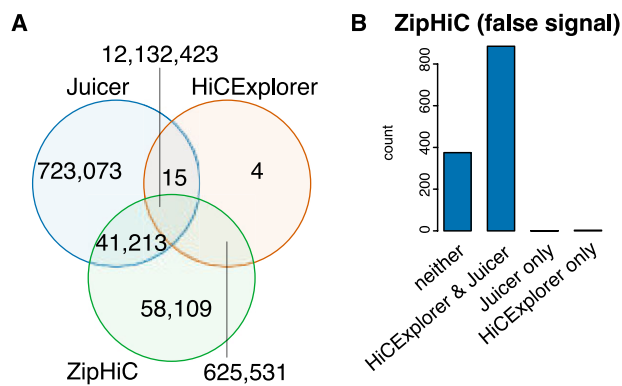 A
12,132,423
Juicer
HiCExplorer
723,073
15
4
41,213
58,109
ZipHiC
625,531
B
ZipHiC (false signal)
count
800
600
400
200
0
neither
HiCExplorer & Juicer
Juicer only
HiCExplorer only